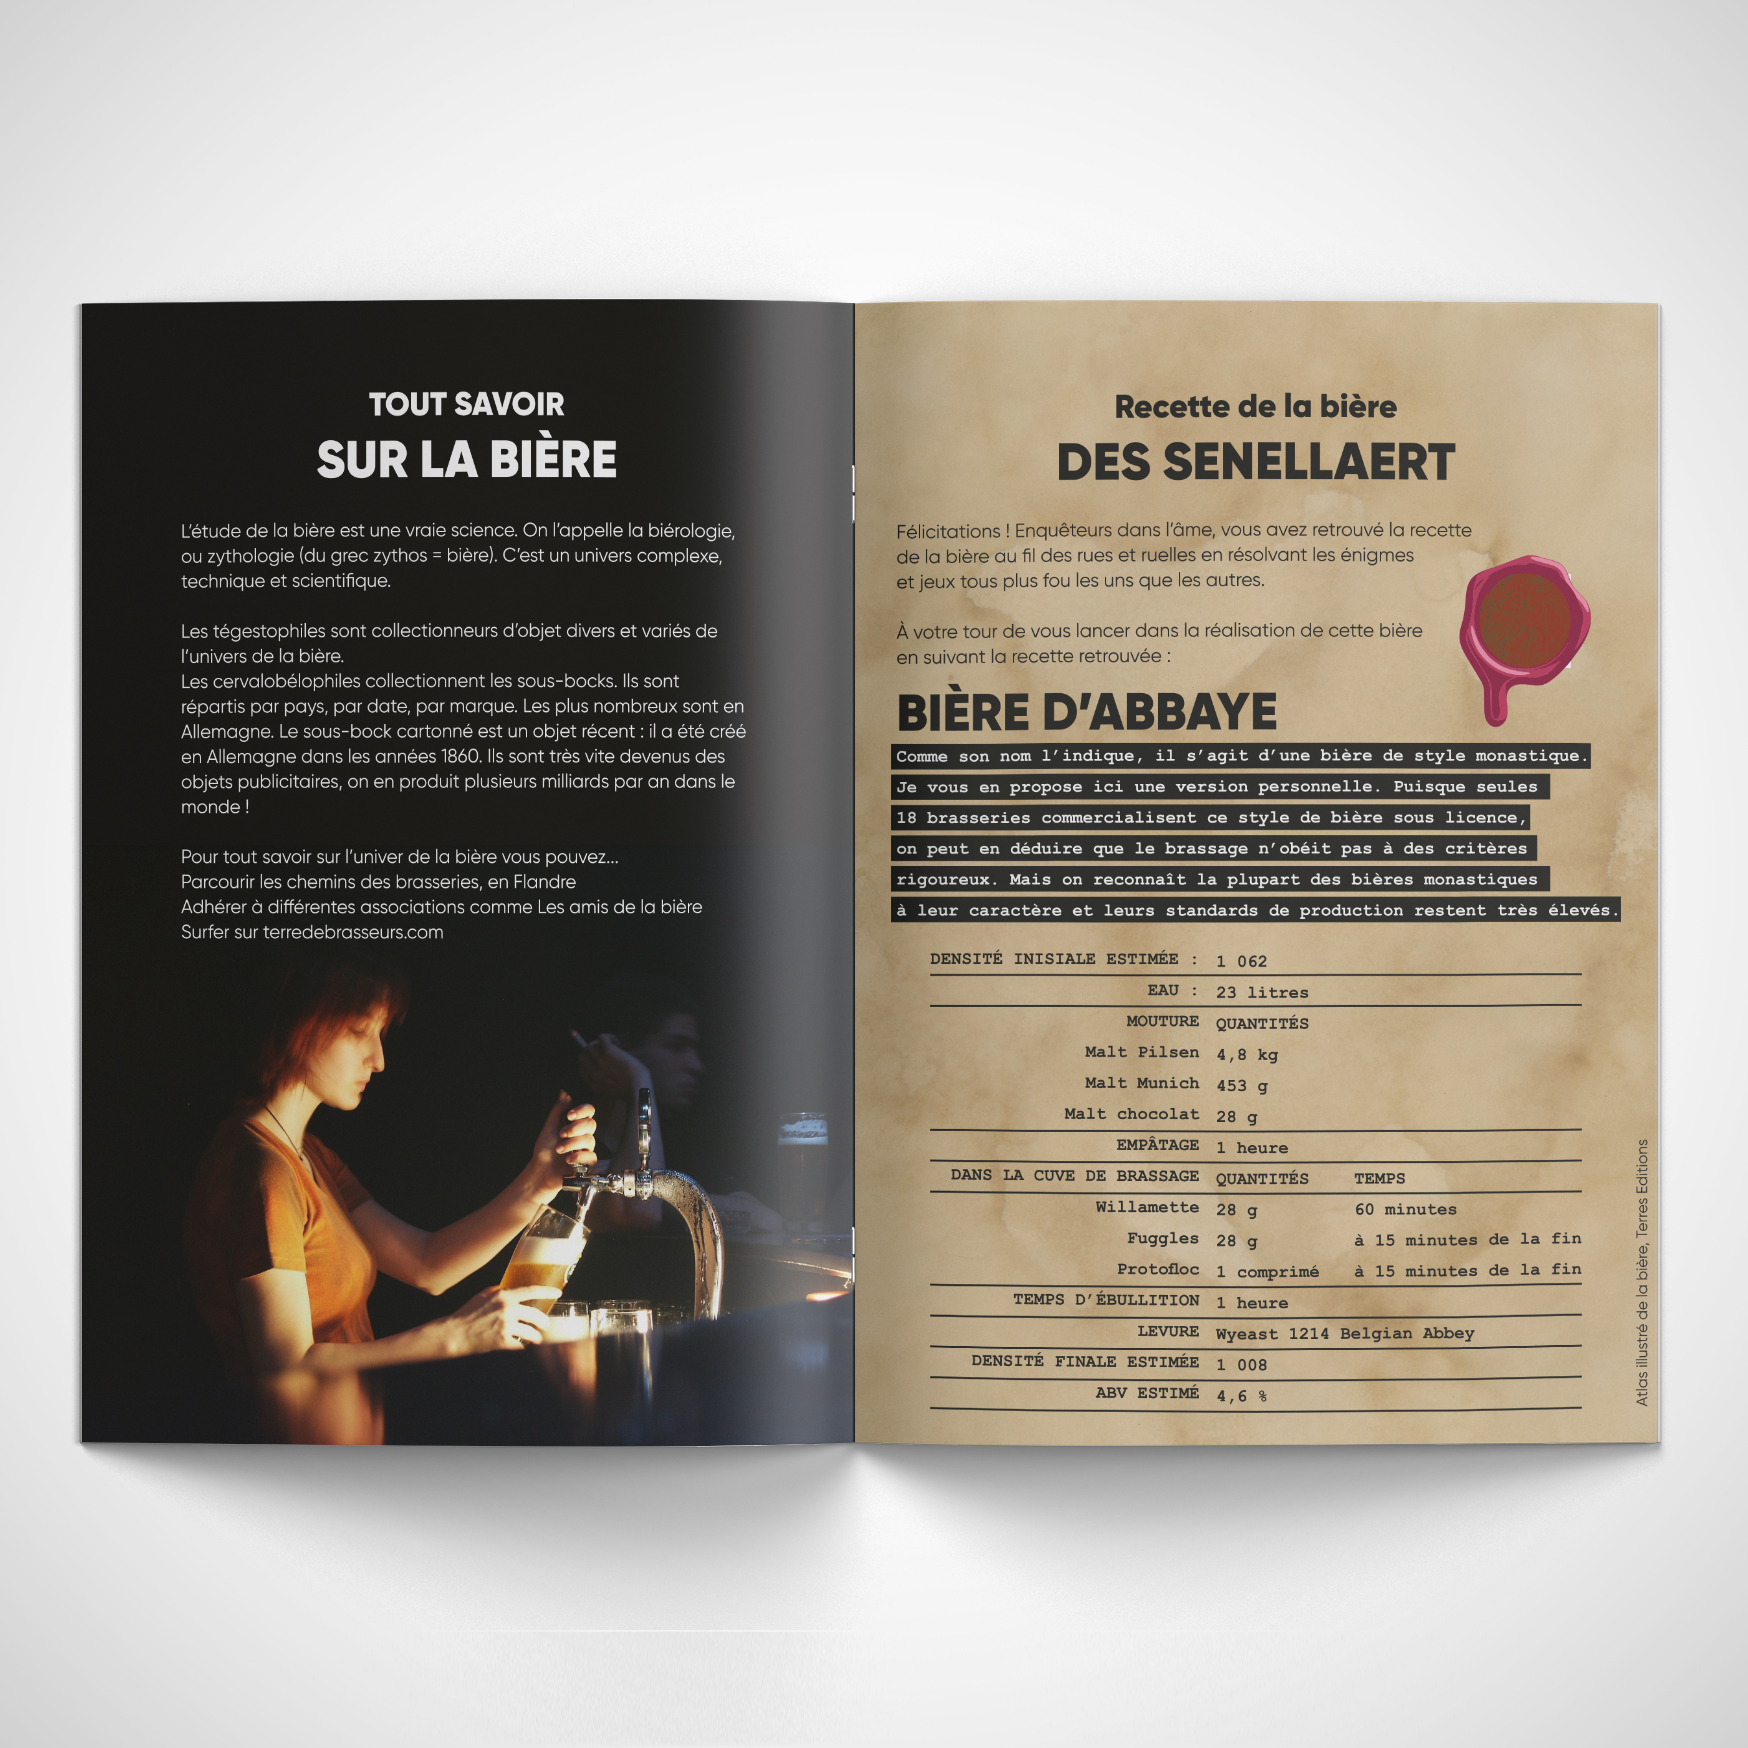 TOUT SAVOIR
SUR LA BIÈRE
L'étude de la bière est une vraie science. On l'appelle la biérologie,
ou zythologie (du grec zythos = bière). C'est un univers complexe,
technique et scientifique.
Les tégestophiles sont collectionneurs d'objet divers et variés de
l'univers de la bière.
Les cervalobélophiles collectionnent les sous-bocks. Ils sont
répartis par pays, par date, par marque. Les plus nombreux sont en
Allemagne. Le sous-bock cartonné est un objet récent : il a été créé
en Allemagne dans les années 1860. Ils sont très vite devenus des
objets publicitaires, on en produit plusieurs milliards par an dans le
monde !
Pour tout savoir sur l'univer de la bière vous pouvez...
Parcourir les chemins des brasseries, en Flandre
Adhérer à différentes associations comme Les amis de la bière
Surfer sur terredebrasseurs.com
Recette de la bière
DES SENELLAERT
Félicitations ! Enquêteurs dans l'âme, vous avez retrouvé la recette
de la bière au fil des rues et ruelles en résolvant les énigmes
et jeux tous plus fou les uns que les autres.
À votre tour de vous lancer dans la réalisation de cette bière
en suivant la recette retrouvée :
BIÈRE D'ABBAYE
Comme son nom l'indique, il s'agit d'une bière de style monastique.
Je vous en propose ici une version personnelle. Puisque seules
18 brasseries commercialisent ce style de bière sous licence,
on peut en déduire que le brassage n'obéit pas à des critères
rigoureux. Mais on reconnaît la plupart des bières monastiques
à leur caractère et leurs standards de production restent très élevés.
DENSITÉ INISIALE ESTIMÉE : 1 062
EAU : 23 litres
MOUTURE QUANTITÉS
Malt Pilsen 4,8 kg
Malt Munich 453 g
Malt chocolat 28 g
EMPÂTAGE 1 heure
DANS LA CUVE DE BRASSAGE QUANTITÉS TEMPS
Willamette 28 g 60 minutes
Fuggles 28 g à 15 minutes de la fin
Protofloc 1 comprimé à 15 minutes de la fin
TEMPS D'ÉBULLITION 1 heure
LEVURE Wyeast 1214 Belgian Abbey
DENSITÉ FINALE ESTIMÉE 1 008
ABV ESTIMÉ 4,6 %
Atlas illustré de la bière, Terres Editions